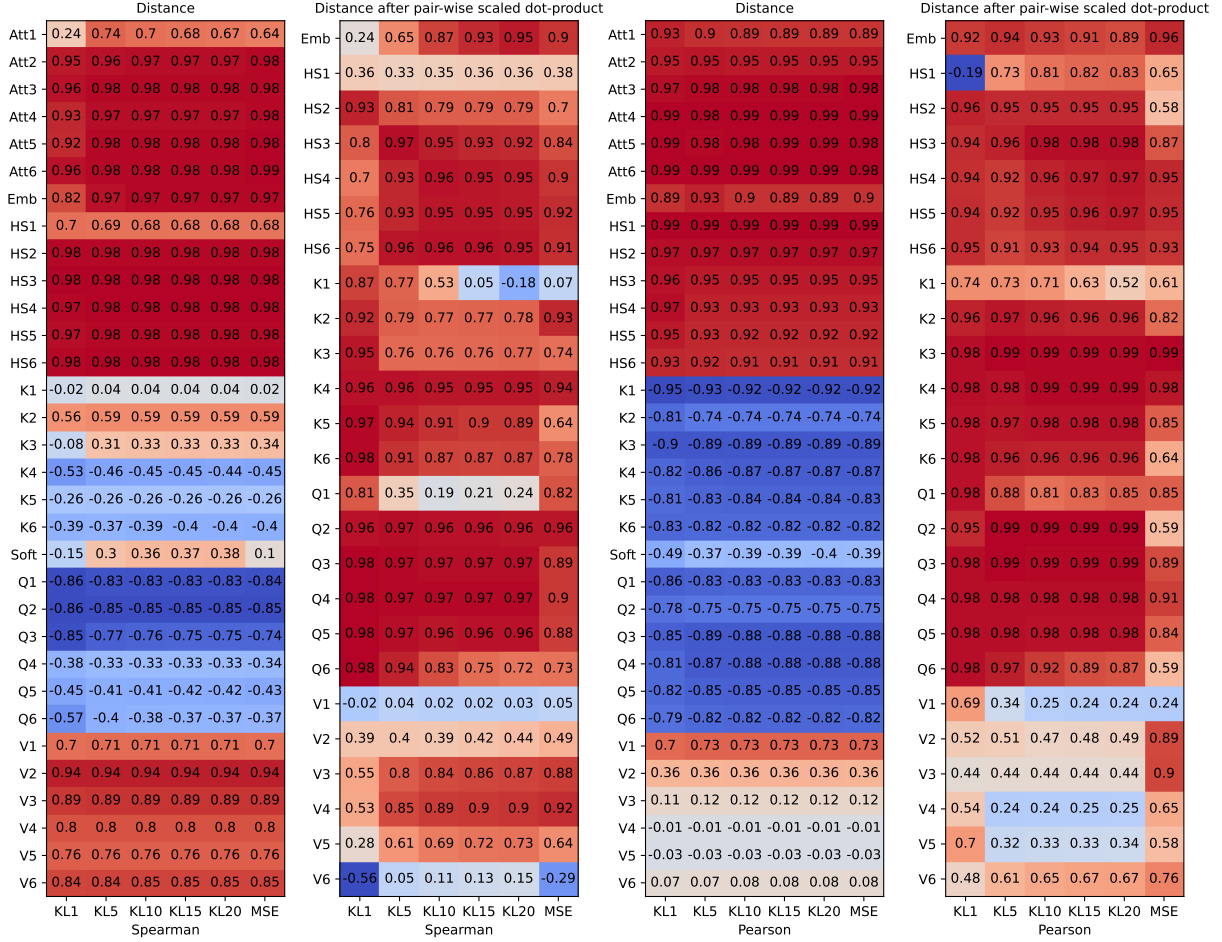 Distance
Att1 0.24 0.74 0.7 0.68 0.67 0.64
Att2 0.95 0.96 0.97 0.97 0.97 0.98
Att3 0.96 0.98 0.98 0.98 0.98 0.98
Att4 0.93 0.97 0.97 0.97 0.97 0.98
Att5 0.92 0.98 0.98 0.98 0.98 0.98
Att6 0.96 0.98 0.98 0.98 0.98 0.99
Emb 0.82 0.97 0.97 0.97 0.97 0.97
HS1 0.7 0.69 0.68 0.68 0.68 0.68
HS2 0.98 0.98 0.98 0.98 0.98 0.98
HS3 0.98 0.98 0.98 0.98 0.98 0.98
HS4 0.97 0.98 0.98 0.98 0.98 0.98
HS5 0.97 0.98 0.98 0.98 0.98 0.98
HS6 0.98 0.98 0.98 0.98 0.98 0.98
K1 -0.02 0.04 0.04 0.04 0.04 0.02
K2 0.56 0.59 0.59 0.59 0.59 0.59
K3 -0.08 0.31 0.33 0.33 0.33 0.34
K4 -0.53 -0.46 -0.45 -0.45 -0.44 -0.45
K5 -0.26 -0.26 -0.26 -0.26 -0.26 -0.26
K6 -0.39 -0.37 -0.39 -0.4 -0.4 -0.4
Soft -0.15 0.3 0.36 0.37 0.38 0.1
Q1 -0.86 -0.83 -0.83 -0.83 -0.83 -0.84
Q2 -0.86 -0.85 -0.85 -0.85 -0.85 -0.85
Q3 -0.85 -0.77 -0.76 -0.75 -0.75 -0.74
Q4 -0.38 -0.33 -0.33 -0.33 -0.33 -0.34
Q5 -0.45 -0.41 -0.41 -0.42 -0.42 -0.43
Q6 -0.57 -0.4 -0.38 -0.37 -0.37 -0.37
V1 0.7 0.71 0.71 0.71 0.71 0.7
V2 0.94 0.94 0.94 0.94 0.94 0.94
V3 0.89 0.89 0.89 0.89 0.89 0.89
V4 0.8 0.8 0.8 0.8 0.8 0.8
V5 0.76 0.76 0.76 0.76 0.76 0.76
V6 0.84 0.84 0.85 0.85 0.85 0.85
KL1 KL5 KL10 KL15 KL20 MSE
Spearman
Distance after pair-wise scaled dot-product
Emb 0.24 0.65 0.87 0.93 0.95 0.9
HS1 0.36 0.33 0.35 0.36 0.36 0.38
HS2 0.93 0.81 0.79 0.79 0.79 0.7
HS3 0.8 0.97 0.95 0.93 0.92 0.84
HS4 0.7 0.93 0.96 0.95 0.95 0.9
HS5 0.76 0.93 0.95 0.95 0.95 0.92
HS6 0.75 0.96 0.96 0.96 0.95 0.91
K1 0.87 0.77 0.53 0.05 -0.18 0.07
K2 0.92 0.79 0.77 0.77 0.78 0.93
K3 0.95 0.76 0.76 0.76 0.77 0.74
K4 0.96 0.96 0.95 0.95 0.95 0.94
K5 0.97 0.94 0.91 0.9 0.89 0.64
K6 0.98 0.91 0.87 0.87 0.87 0.78
Q1 0.81 0.35 0.19 0.21 0.24 0.82
Q2 0.96 0.97 0.96 0.96 0.96 0.96
Q3 0.98 0.97 0.97 0.97 0.97 0.89
Q4 0.98 0.97 0.97 0.97 0.97 0.9
Q5 0.98 0.97 0.96 0.96 0.96 0.88
Q6 0.98 0.94 0.83 0.75 0.72 0.73
V1 -0.02 0.04 0.02 0.02 0.03 0.05
V2 0.39 0.4 0.39 0.42 0.44 0.49
V3 0.55 0.8 0.84 0.86 0.87 0.88
V4 0.53 0.85 0.89 0.9 0.9 0.92
V5 0.28 0.61 0.69 0.72 0.73 0.64
V6 -0.56 0.05 0.11 0.13 0.15 -0.29
KL1 KL5 KL10 KL15 KL20 MSE
Spearman
Distance
Att1 0.93 0.9 0.89 0.89 0.89 0.89
Att2 0.95 0.95 0.95 0.95 0.95 0.95
Att3 0.97 0.98 0.98 0.98 0.98 0.98
Att4 0.99 0.98 0.99 0.99 0.99 0.99
Att5 0.99 0.98 0.99 0.98 0.98 0.98
Att6 0.99 0.99 0.99 0.99 0.99 0.98
Emb 0.89 0.93 0.9 0.89 0.89 0.9
HS1 0.99 0.99 0.99 0.99 0.99 0.99
HS2 0.97 0.97 0.97 0.97 0.97 0.97
HS3 0.96 0.95 0.95 0.95 0.95 0.95
HS4 0.97 0.93 0.93 0.93 0.93 0.93
HS5 0.95 0.93 0.92 0.92 0.92 0.92
HS6 0.93 0.92 0.91 0.91 0.91 0.91
K1 -0.95 -0.93 -0.92 -0.92 -0.92 -0.92
K2 -0.81 -0.74 -0.74 -0.74 -0.74 -0.74
K3 -0.9 -0.89 -0.89 -0.89 -0.89 -0.89
K4 -0.82 -0.86 -0.87 -0.87 -0.87 -0.87
K5 -0.81 -0.83 -0.84 -0.84 -0.84 -0.83
K6 -0.83 -0.82 -0.82 -0.82 -0.82 -0.82
Soft -0.49 -0.37 -0.39 -0.39 -0.4 -0.39
Q1 -0.86 -0.83 -0.83 -0.83 -0.83 -0.83
Q2 -0.78 -0.75 -0.75 -0.75 -0.75 -0.75
Q3 -0.85 -0.89 -0.88 -0.88 -0.88 -0.88
Q4 -0.81 -0.87 -0.88 -0.88 -0.88 -0.88
Q5 -0.82 -0.85 -0.85 -0.85 -0.85 -0.85
Q6 -0.79 -0.82 -0.82 -0.82 -0.82 -0.82
V1 0.7 0.73 0.73 0.73 0.73 0.73
V2 0.36 0.36 0.36 0.36 0.36 0.36
V3 0.11 0.12 0.12 0.12 0.12 0.12
V4 -0.01 -0.01 -0.01 -0.01 -0.01 -0.01
V5 -0.03 -0.03 -0.03 -0.03 -0.03 -0.03
V6 0.07 0.07 0.08 0.08 0.08 0.08
KL1 KL5 KL10 KL15 KL20 MSE
Pearson
Distance after pair-wise scaled dot-product
Emb 0.92 0.94 0.93 0.91 0.89 0.96
HS1 -0.19 0.73 0.81 0.82 0.83 0.65
HS2 0.96 0.95 0.95 0.95 0.95 0.58
HS3 0.94 0.96 0.98 0.98 0.98 0.87
HS4 0.94 0.92 0.96 0.97 0.97 0.95
HS5 0.94 0.92 0.95 0.96 0.97 0.95
HS6 0.95 0.91 0.93 0.94 0.95 0.93
K1 0.74 0.73 0.71 0.63 0.52 0.61
K2 0.96 0.97 0.96 0.96 0.96 0.82
K3 0.98 0.99 0.99 0.99 0.99 0.99
K4 0.98 0.98 0.99 0.99 0.99 0.98
K5 0.98 0.97 0.98 0.98 0.98 0.85
K6 0.98 0.96 0.96 0.96 0.96 0.64
Q1 0.98 0.88 0.81 0.83 0.85 0.85
Q2 0.95 0.99 0.99 0.99 0.99 0.59
Q3 0.98 0.99 0.99 0.99 0.99 0.89
Q4 0.98 0.98 0.98 0.98 0.98 0.91
Q5 0.98 0.98 0.98 0.98 0.98 0.84
Q6 0.98 0.97 0.92 0.89 0.87 0.59
V1 0.69 0.34 0.25 0.24 0.24 0.24
V2 0.52 0.51 0.47 0.48 0.49 0.89
V3 0.44 0.44 0.44 0.44 0.44 0.9
V4 0.54 0.24 0.24 0.25 0.25 0.65
V5 0.7 0.32 0.33 0.33 0.34 0.58
V6 0.48 0.61 0.65 0.67 0.67 0.76
KL1 KL5 KL10 KL15 KL20 MSE
Pearson